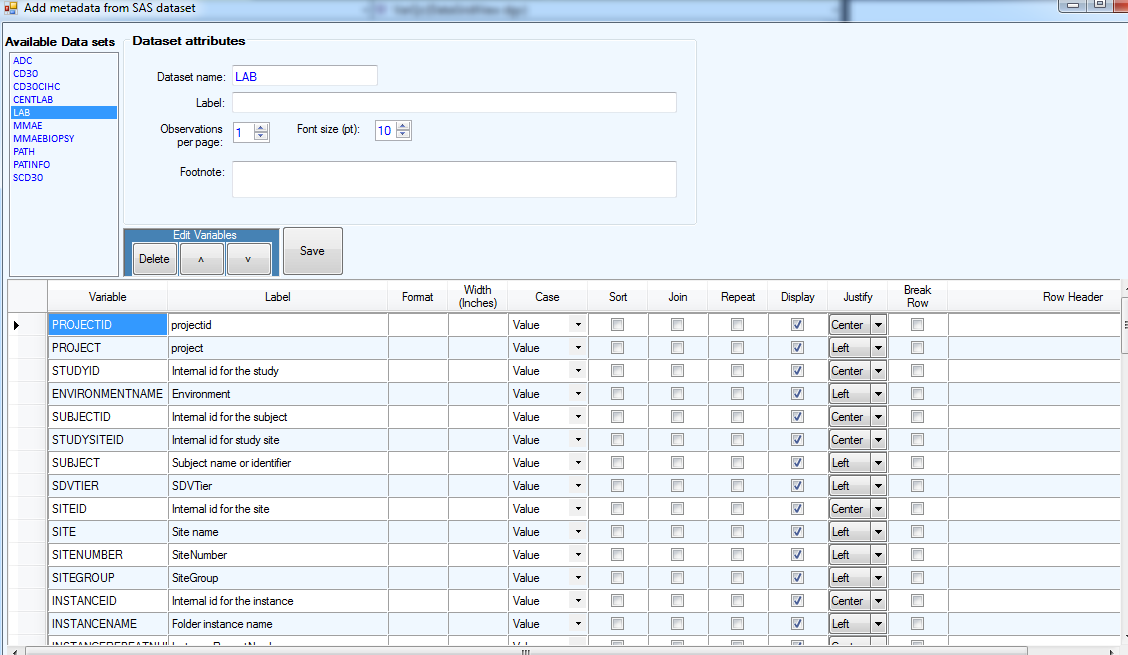 Add metadata from SAS dataset
Available Data sets
ADC
CD30
CD30CIHC
CENTLAB
LAB
MMAE
MMAEBIOPSY
PATH
PATINFO
SCD30
Dataset attributes
Dataset name: LAB
Label:
Observations per page: 1 Font size (pt): 10
Footnote:
Edit Variables
Delete ˄ ˅ Save
Variable Label Format Width (Inches) Case Sort Join Repeat Display Justify Break Row Row Header
PROJECTID projectid Value Center
PROJECT project Value Left
STUDYID Internal id for the study Value Center
ENVIRONMENTNAME Environment Value Left
SUBJECTID Internal id for the subject Value Center
STUDYSITEID Internal id for study site Value Center
SUBJECT Subject name or identifier Value Left
SDVTIER SDVTier Value Left
SITEID Internal id for the site Value Center
SITE Site name Value Left
SITENUMBER SiteNumber Value Left
SITEGROUP SiteGroup Value Left
INSTANCEID Internal id for the instance Value Center
INSTANCENAME Folder instance name Value Left